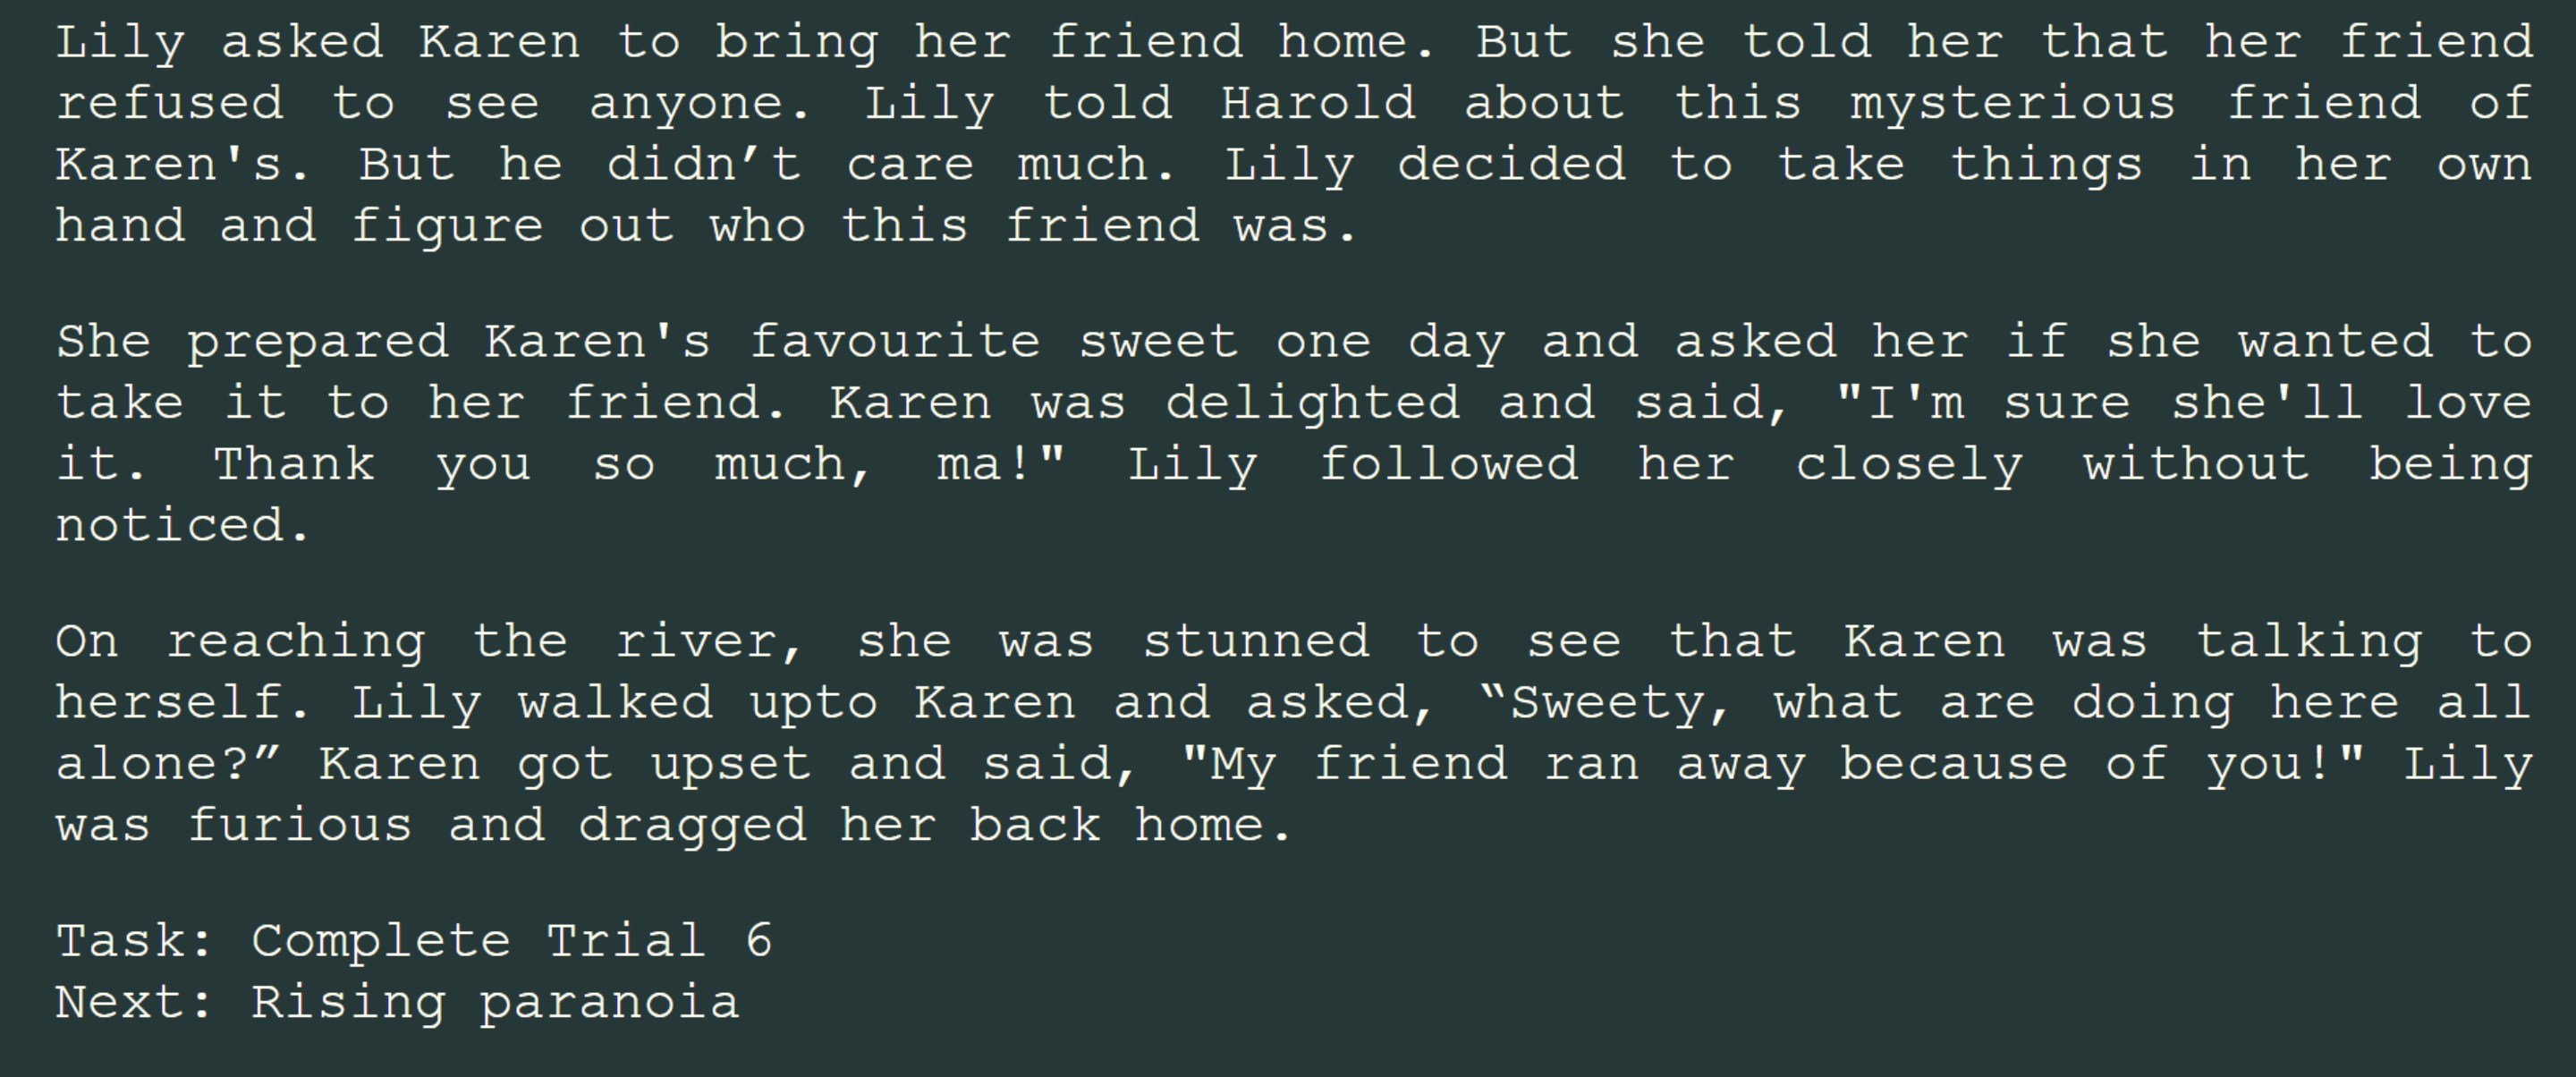 Lily asked Karen to bring her friend home. But she told her that her friend
refused to see anyone. Lily told Harold about this mysterious friend of
Karen's. But he didn’t care much. Lily decided to take things in her own
hand and figure out who this friend was.
She prepared Karen's favourite sweet one day and asked her if she wanted to
take it to her friend. Karen was delighted and said, "I'm sure she'll love
it. Thank you so much, ma!" Lily followed her closely without being
noticed.
On reaching the river, she was stunned to see that Karen was talking to
herself. Lily walked upto Karen and asked, “Sweety, what are doing here all
alone?” Karen got upset and said, "My friend ran away because of you!" Lily
was furious and dragged her back home.
Task: Complete Trial 6
Next: Rising paranoia